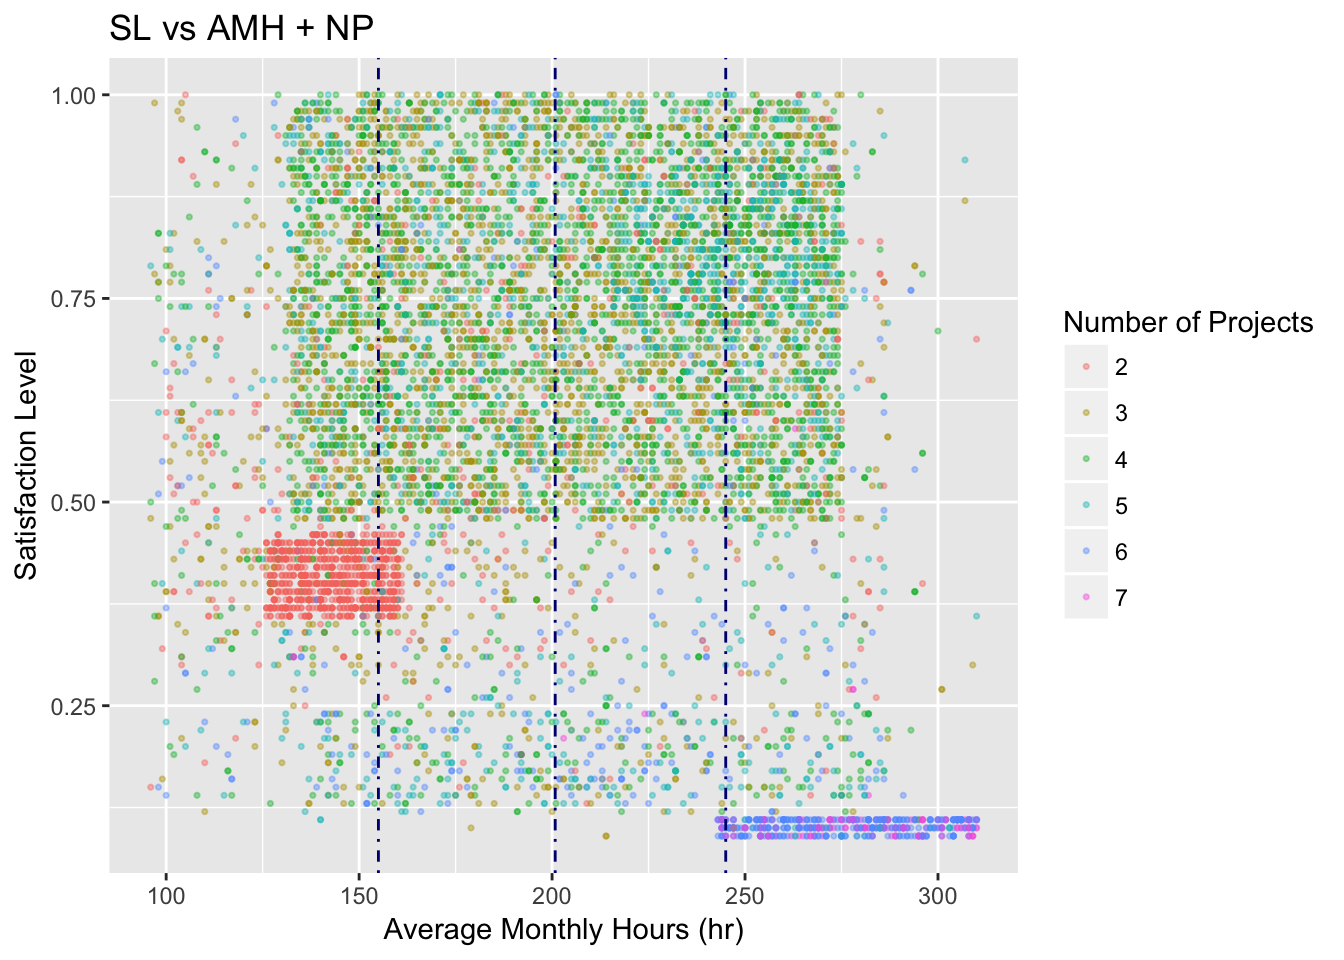 SL vs AMH + NP
1.00
0.75
0.50
0.25
Satisfaction Level
100 150 200 250 300
Average Monthly Hours (hr)
Number of Projects
2
3
4
5
6
7